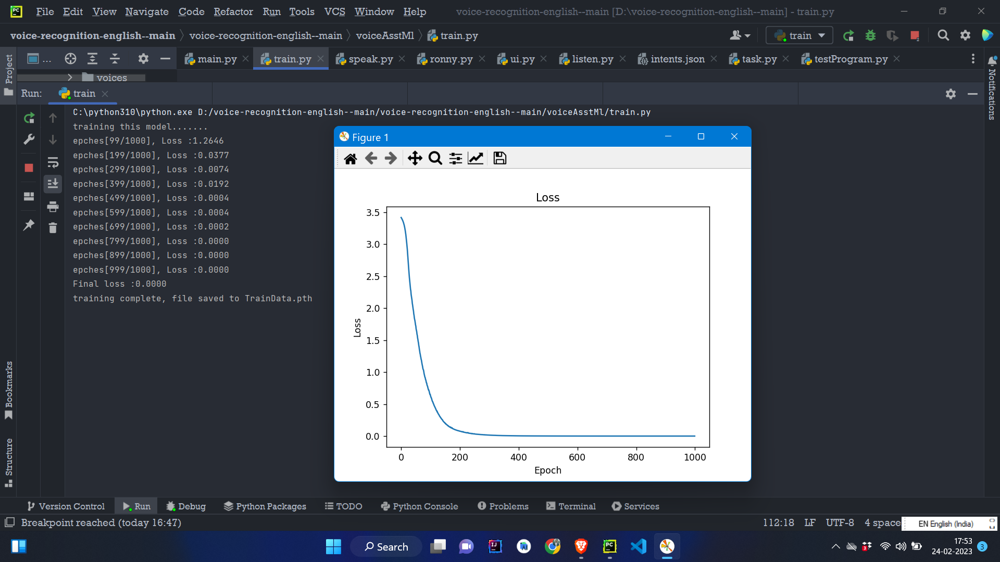 File Edit View Navigate Code Refactor Run Tools VCS Window Help voice-recognition-english--main [D:\voice-recognition-english--main] - train.py
voice-recognition-english--main voice-recognition-english--main voiceAsstMl train.py train
... main.py train.py speak.py ronny.py ui.py listen.py intents.json task.py testProgram.py
Project
voices
Notifications
Run: train
C:\python310\python.exe D:/voice-recognition-english--main/voice-recognition-english--main/voiceAsstMl/train.py
training this model.......
epches[99/1000], Loss :1.2646
epches[199/1000], Loss :0.0377
epches[299/1000], Loss :0.0074
epches[399/1000], Loss :0.0192
epches[499/1000], Loss :0.0004
epches[599/1000], Loss :0.0004
epches[699/1000], Loss :0.0002
epches[799/1000], Loss :0.0000
epches[899/1000], Loss :0.0000
epches[999/1000], Loss :0.0000
Final loss :0.0000
training complete, file saved to TrainData.pth
Figure 1
Loss
3.5
3.0
2.5
2.0
1.5
1.0
0.5
0.0
Loss
0 200 400 600 800 1000
Epoch
Bookmarks
Structure
Version Control Run Debug Python Packages TODO Python Console Problems Terminal Services
Breakpoint reached (today 16:47) 112:18 LF UTF-8 4 space
EN English (India)
Search
17:53
24-02-2023
3